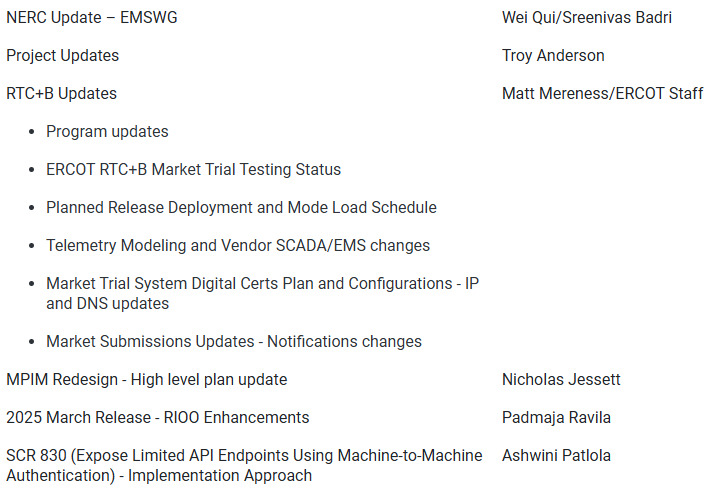 NERC Update – EMSWG Wei Qui/Sreenivas Badri
Project Updates Troy Anderson
RTC+B Updates Matt Mereness/ERCOT Staff
• Program updates
• ERCOT RTC+B Market Trial Testing Status
• Planned Release Deployment and Mode Load Schedule
• Telemetry Modeling and Vendor SCADA/EMS changes
• Market Trial System Digital Certs Plan and Configurations - IP
and DNS updates
• Market Submissions Updates - Notifications changes
MPIM Redesign - High level plan update Nicholas Jessett
2025 March Release - RIOO Enhancements Padmaja Ravila
SCR 830 (Expose Limited API Endpoints Using Machine-to-Machine Ashwini Patlola
Authentication) - Implementation Approach